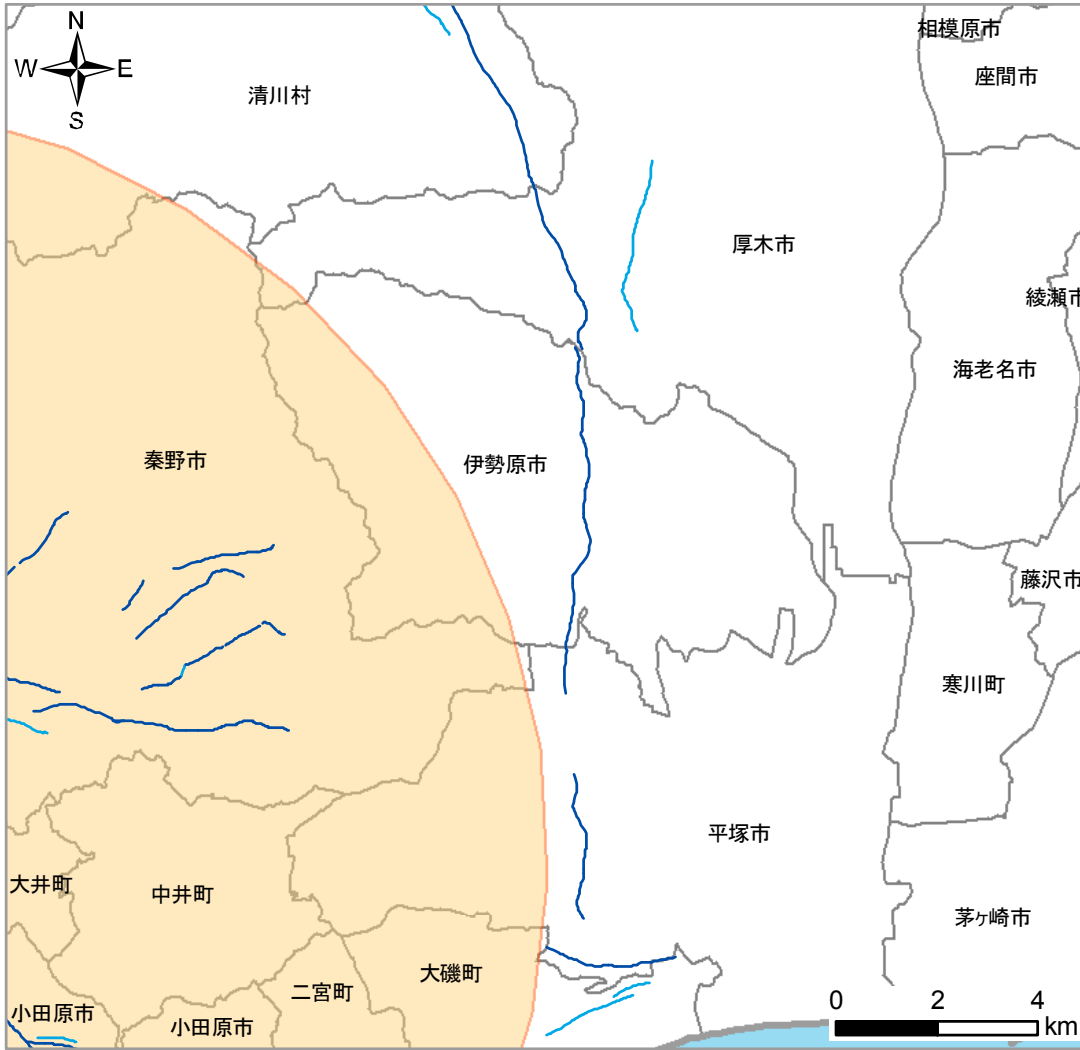 相模原市
N
W
E
S
座間市
清川村
厚木市
綾瀬市
海老名市
秦野市
伊勢原市
藤沢市
寒川町
平塚市
大井町
中井町
茅ヶ崎市
大磯町
二宮町
小田原市
小田原市
0 2 4
km